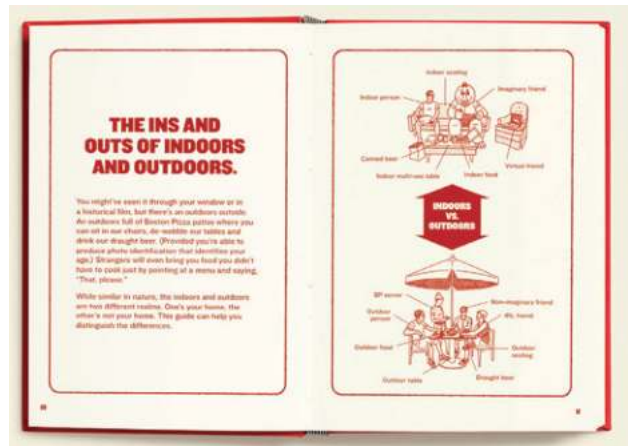 THE INS AND
OUTS OF INDOORS
AND OUTDOORS.
You might've seen it through your window or in
a historical film, but there's an outdoors outside.
An outdoors full of Boston Pizza patios where you
can sit in our chairs, de-wobble our tables and
drink our draught beer. (Provided you're able to
produce photo identification that identifies your
age.) Strangers will even bring you food you didn't
have to cook just by pointing at a menu and saying,
"That, please."
While similar in nature, the indoors and outdoors
are two different realms. One's your home, the
other's not your home. This guide can help you
distinguish the differences.
Indoor seating
Indoor person
Imaginary friend
Canned beer
Indoor multi-use table
Indoor food
Virtual friend
INDOORS
VS.
OUTDOORS
BP server
Non-imaginary friend
Outdoor
person
IRL friend
Outdoor food
Outdoor
seating
Outdoor table
Draught beer